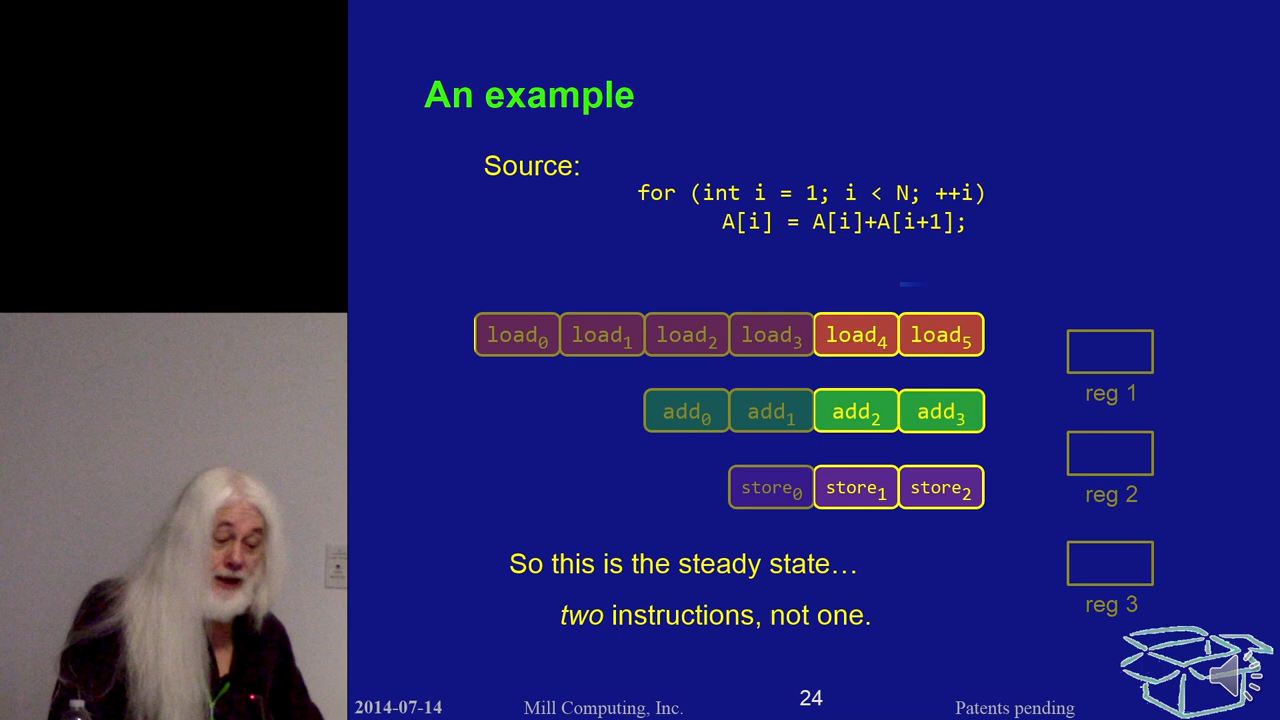 An example
Source:
for (int i = 1; i < N; ++i)
A[i] = A[i]+A[i+1];
load0 load1 load2 load3 load4 load5
reg 1
add0 add1 add2 add3
reg 2
store0 store1 store2
So this is the steady state…
two instructions, not one.
reg 3
2014-07-14 Mill Computing, Inc. 24 Patents pending